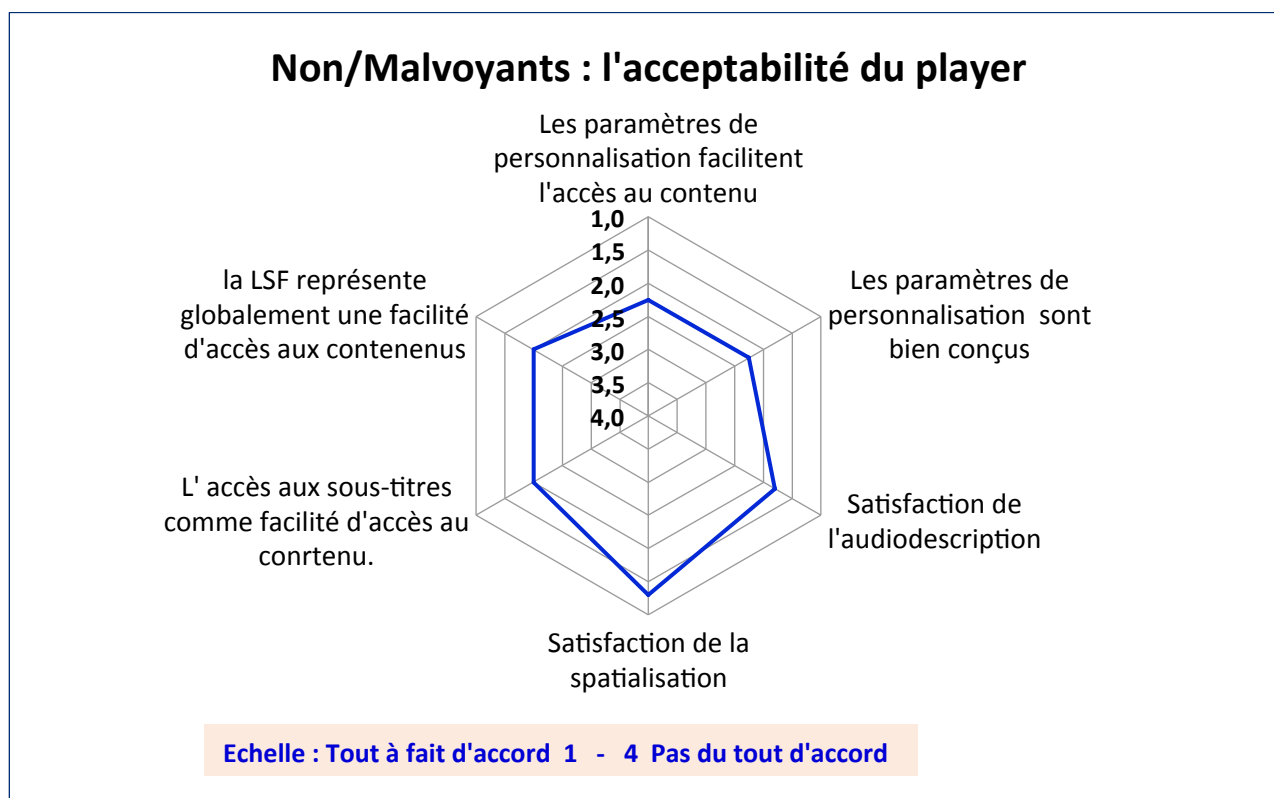 Non/Malvoyants : l'acceptabilité du player
Les paramètres de
personnalisation facilitent
l'accès au contenu
1,0
1,5
2,0
2,5
3,0
3,5
4,0
Les paramètres de
personnalisation sont
bien conçus
Satisfaction de
l'audiodescription
Satisfaction de la
spatialisation
L' accès aux sous-titres
comme facilité d'accès au
conrtenu.
la LSF représente
globalement une facilité
d'accès aux contenenus
Echelle : Tout à fait d'accord 1 - 4 Pas du tout d'accord